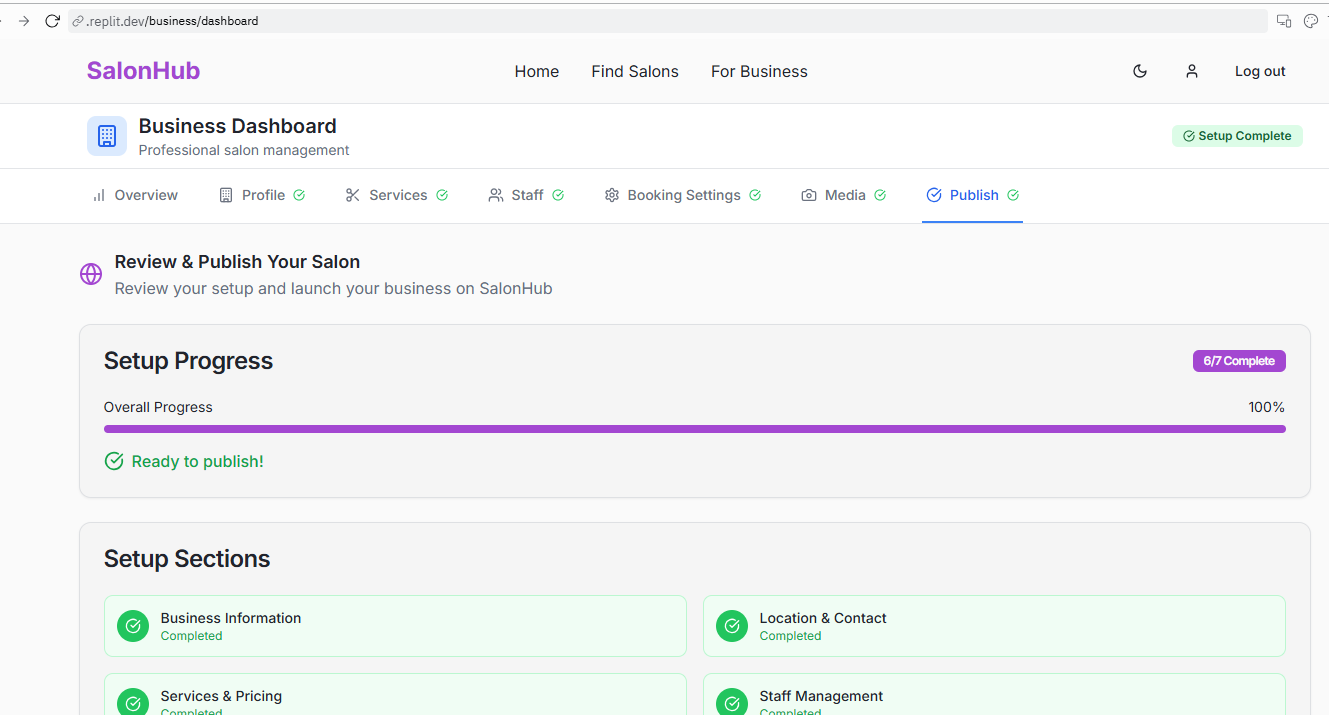 .replit.dev/business/dashboard
SalonHub
Home Find Salons For Business
Log out
Business Dashboard
Professional salon management
Setup Complete
Overview Profile Services Staff Booking Settings Media Publish
Review & Publish Your Salon
Review your setup and launch your business on SalonHub
Setup Progress
6/7 Complete
Overall Progress
100%
Ready to publish!
Setup Sections
Business Information
Completed
Location & Contact
Completed
Services & Pricing
Completed
Staff Management
Completed